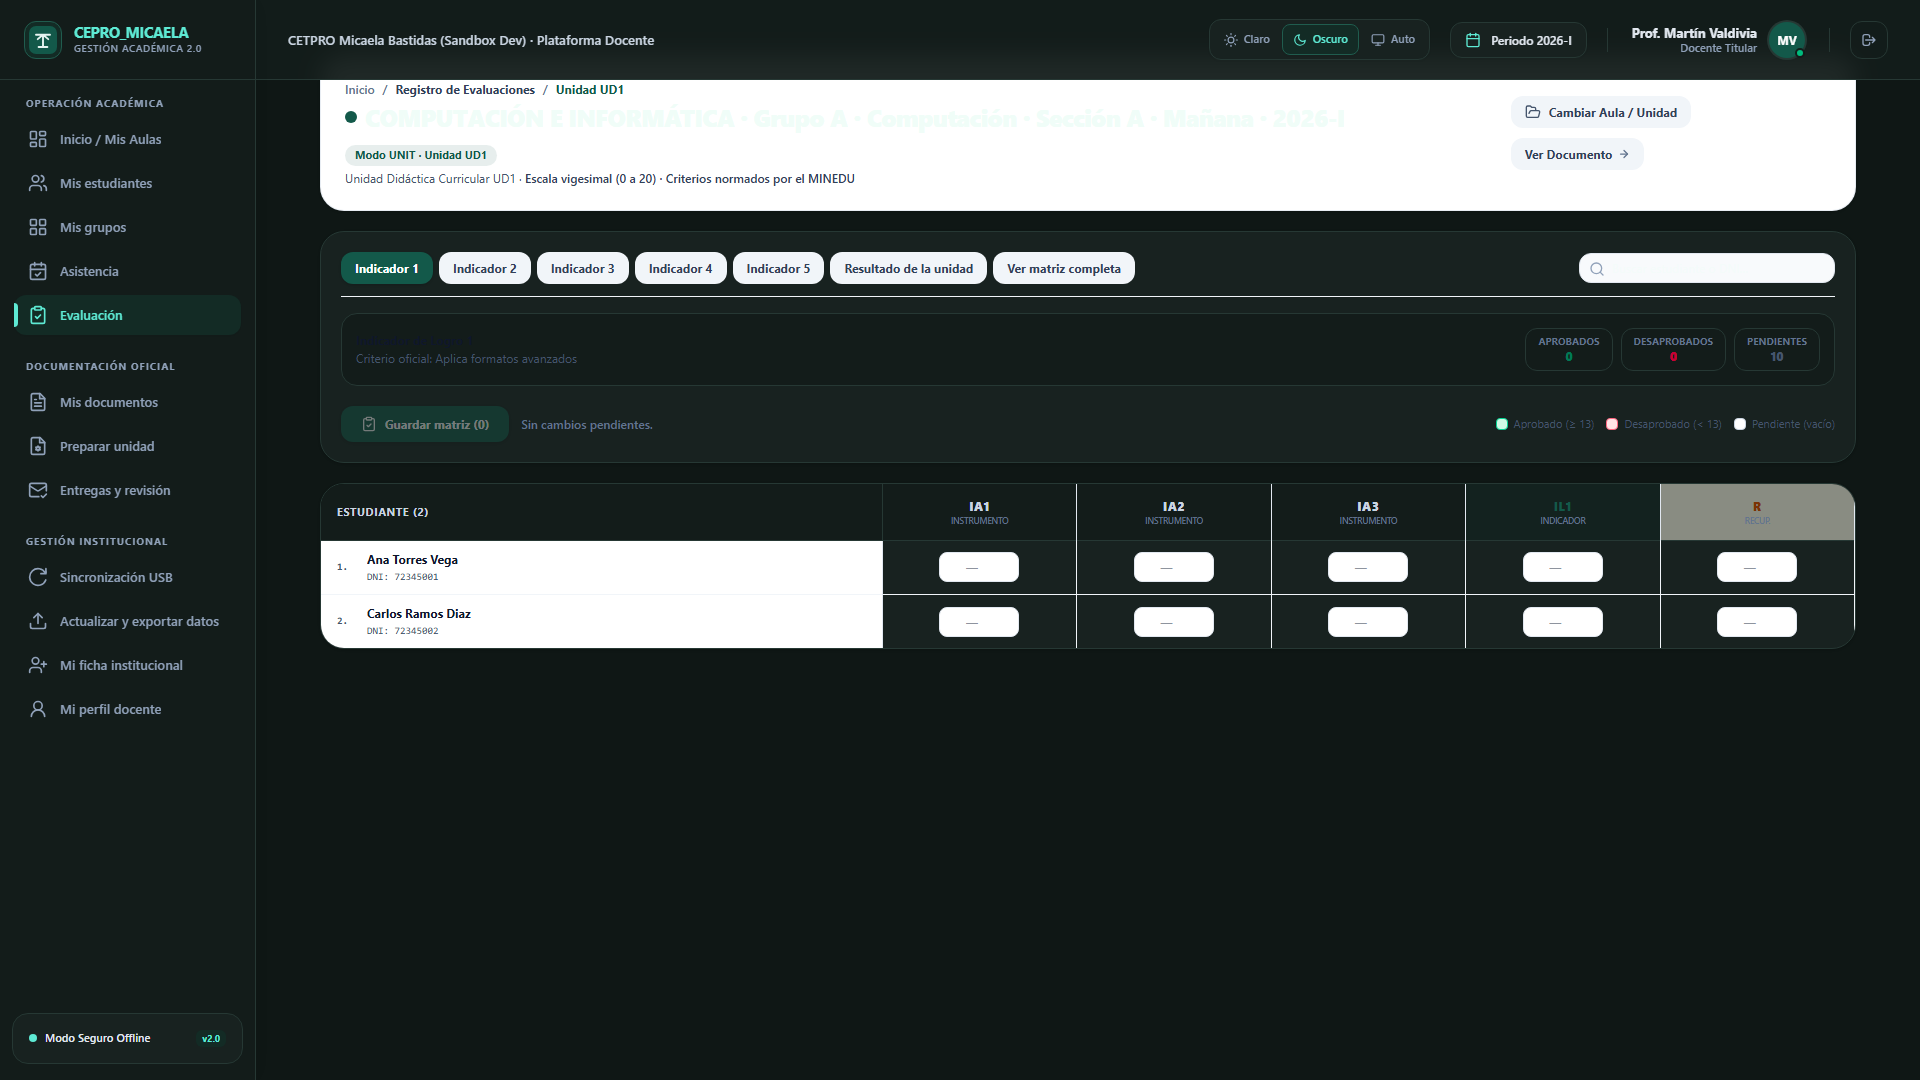 CEPRO_MICAELA
GESTIÓN ACADÉMICA 2.0
CETPRO Micaela Bastidas (Sandbox Dev) · Plataforma Docente
Claro
Oscuro
Auto
Periodo 2026-I
Prof. Martín Valdivia
Docente Titular
MV
OPERACIÓN ACADÉMICA
Inicio / Mis Aulas
Mis estudiantes
Mis grupos
Asistencia
Evaluación
DOCUMENTACIÓN OFICIAL
Mis documentos
Preparar unidad
Entregas y revisión
GESTIÓN INSTITUCIONAL
Sincronización USB
Actualizar y exportar datos
Mi ficha institucional
Mi perfil docente
Modo Seguro Offline
v2.0
Inicio / Registro de Evaluaciones / Unidad UD1
COMPUTACIÓN E INFORMÁTICA · Grupo A · Computación · Sección A · Mañana · 2026-I
Modo UNIT · Unidad UD1
Unidad Didáctica Curricular UD1 · Escala vigesimal (0 a 20) · Criterios normados por el MINEDU
Cambiar Aula / Unidad
Ver Documento →
Indicador 1
Indicador 2
Indicador 3
Indicador 4
Indicador 5
Resultado de la unidad
Ver matriz completa
Criterio oficial: Aplica formatos avanzados
APROBADOS
0
DESAPROBADOS
0
PENDIENTES
10
Guardar matriz (0)
Sin cambios pendientes.
Aprobado (≥ 13)
Desaprobado (< 13)
Pendiente (vacío)
ESTUDIANTE (2)
IA1
INSTRUMENTO
IA2
INSTRUMENTO
IA3
INSTRUMENTO
IL1
INDICADOR
R
RECUP.
1. Ana Torres Vega
DNI: 72345001
— — — — —
2. Carlos Ramos Diaz
DNI: 72345002
— — — — —